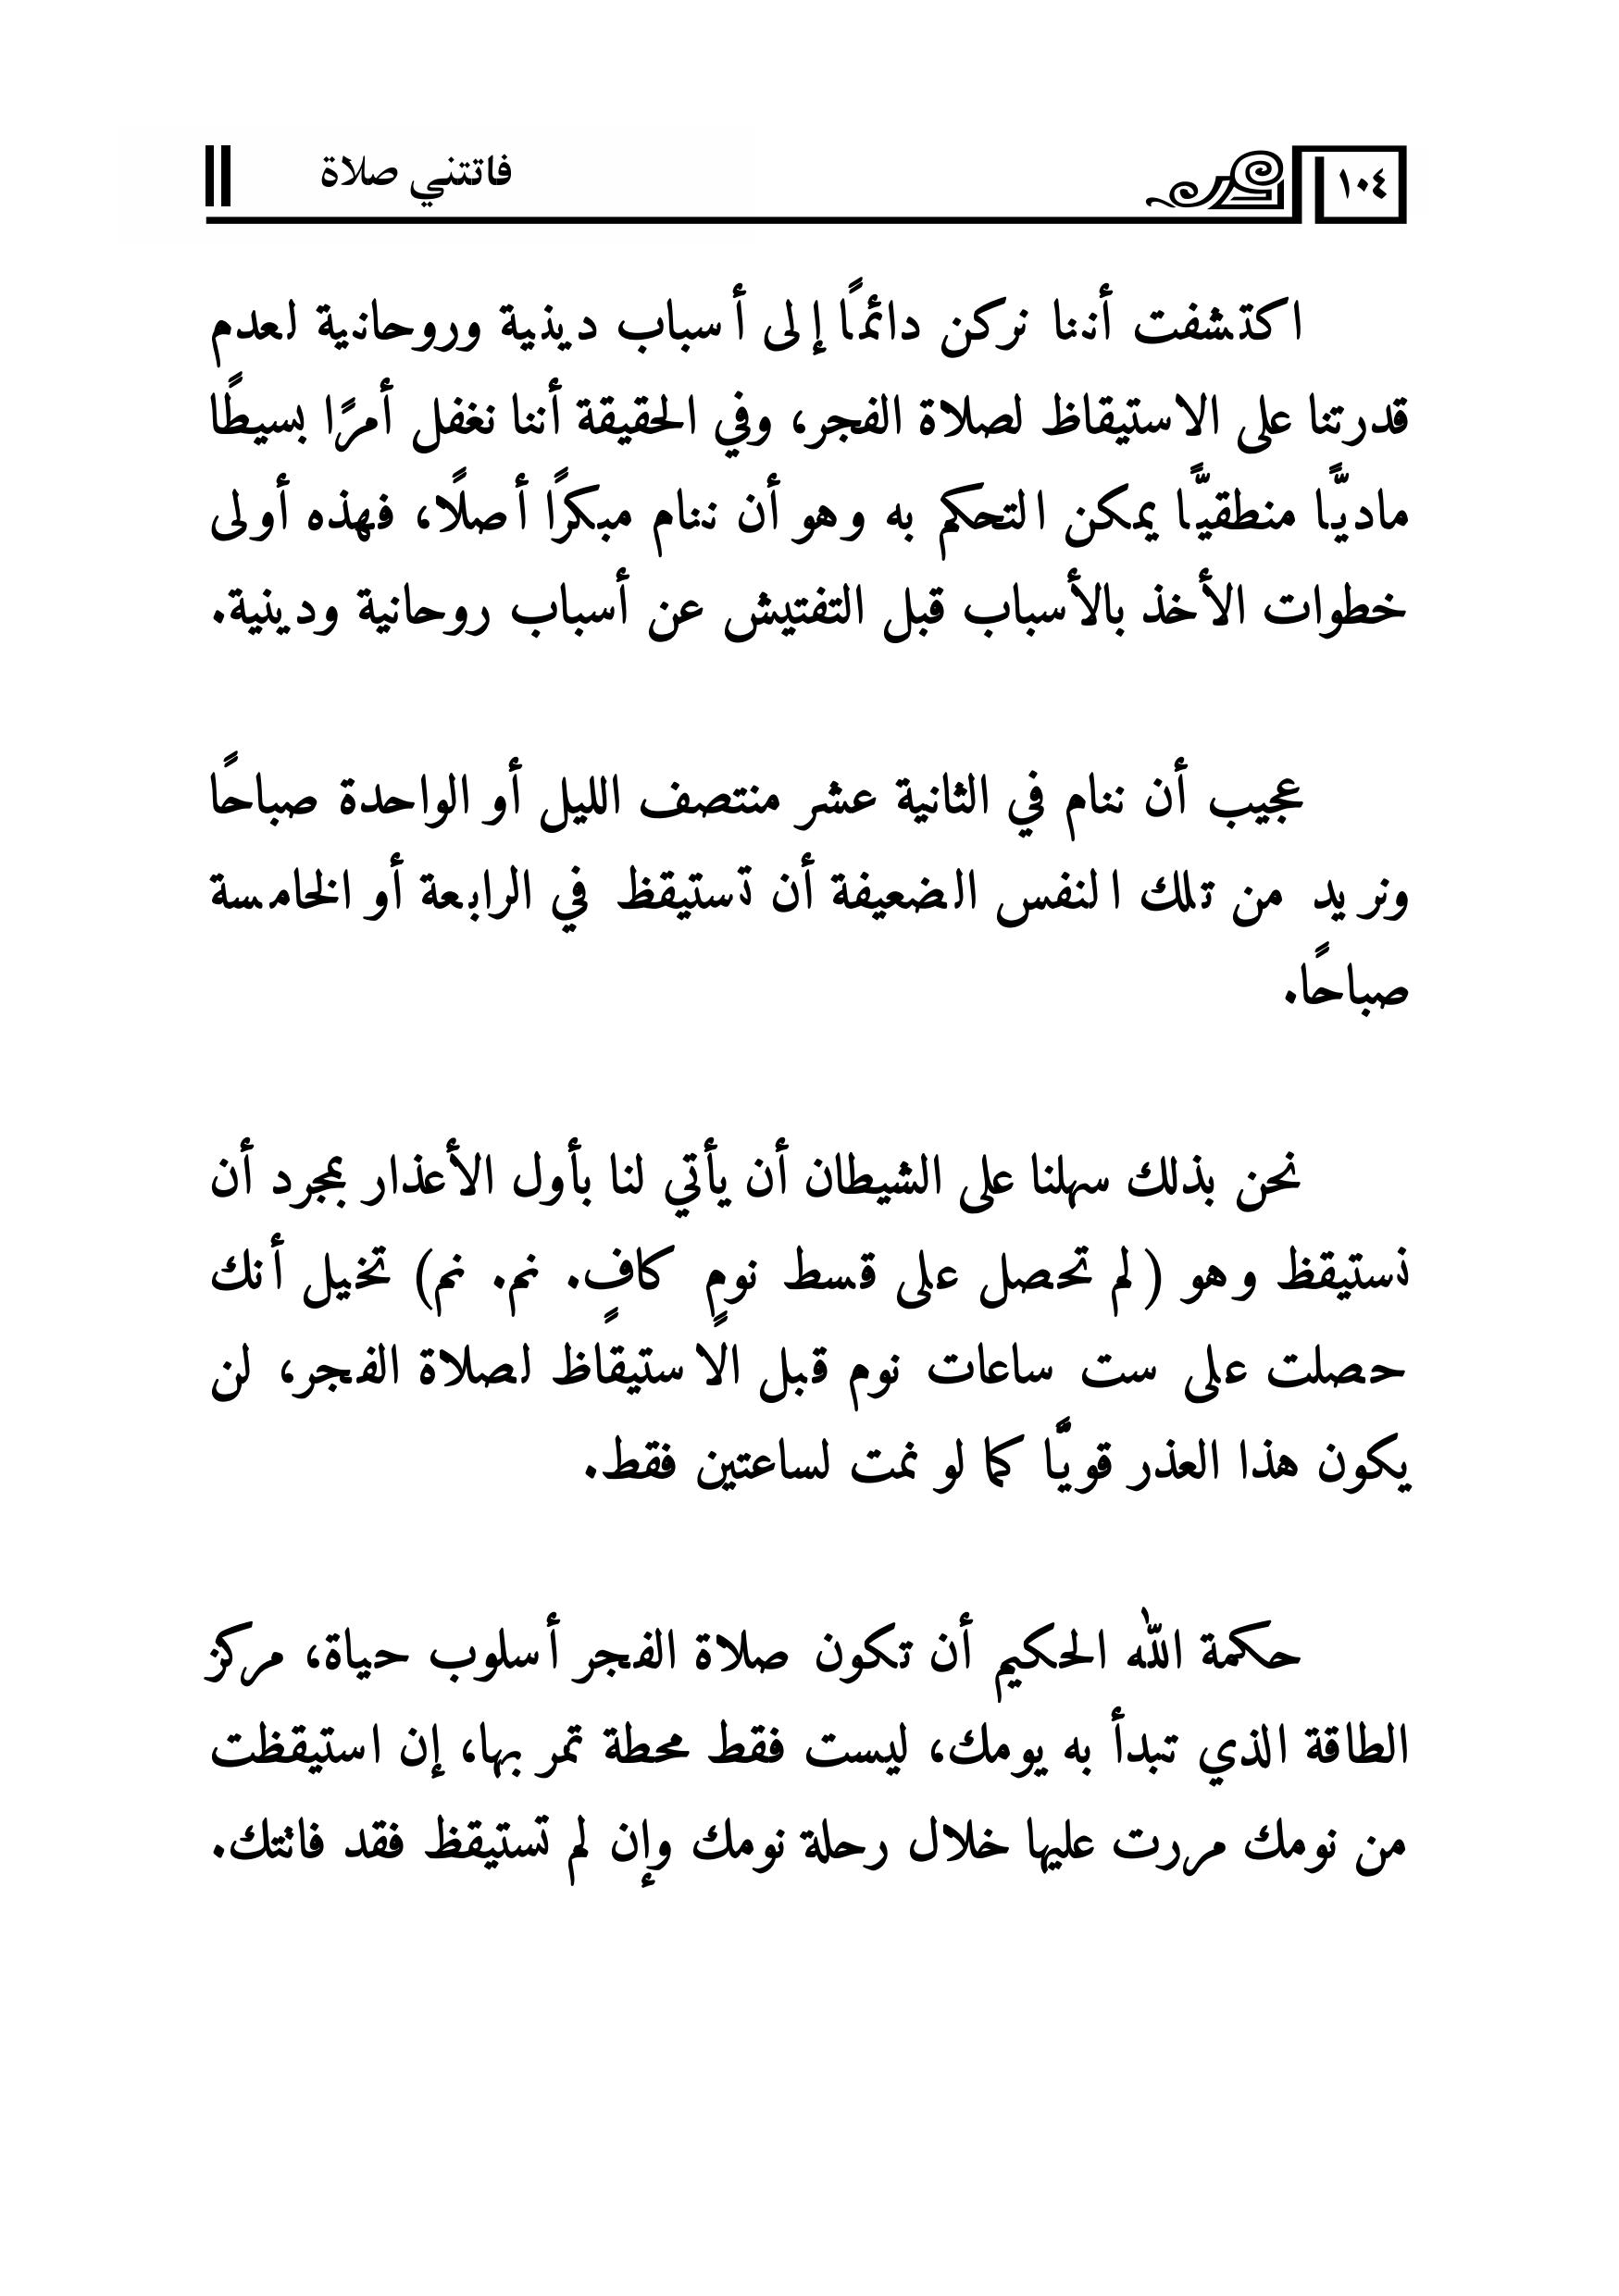 ١٠٤
فاتتني صلاة
اكتشفت أننا نركن دائمًا إلى أسباب دينية وروحانية لعدم
قدرتنا على الاستيقاظ لصلاة الفجر، وفي الحقيقة أننا نغفل أمرًا بسيطًا
ماديًّا منطقيًّا يمكن التحكم به وهو أن ننام مبكرًا أصلًا، فهذه أولى
خطوات الأخذ بالأسباب قبل التفتيش عن أسباب روحانية ودينية.
عجيب أن ننام في الثانية عشر منتصف الليل أو الواحدة صباحًا
ونريد من تلك النفس الضعيفة أن تستيقظ في الرابعة أو الخامسة
صباحًا.
نحن بذلك سهلنا على الشيطان أن يأتي لنا بأول الأعذار بمجرد أن
نستيقظ وهو (لم تحصل على قسط نومٍ كافٍ. نم. نم) تخيل أنك
حصلت على ست ساعات نوم قبل الاستيقاظ لصلاة الفجر، لن
يكون هذا العذر قويًّا كما لو نمت لساعتين فقط.
حكمة الله الحكيم أن تكون صلاة الفجر أسلوب حياة، مركز
الطاقة الذي تبدأ به يومك، ليست فقط محطة تمر بها، إن استيقظت
من نومك مررت عليها خلال رحلة نومك وإن لم تستيقظ فقد فاتتك.